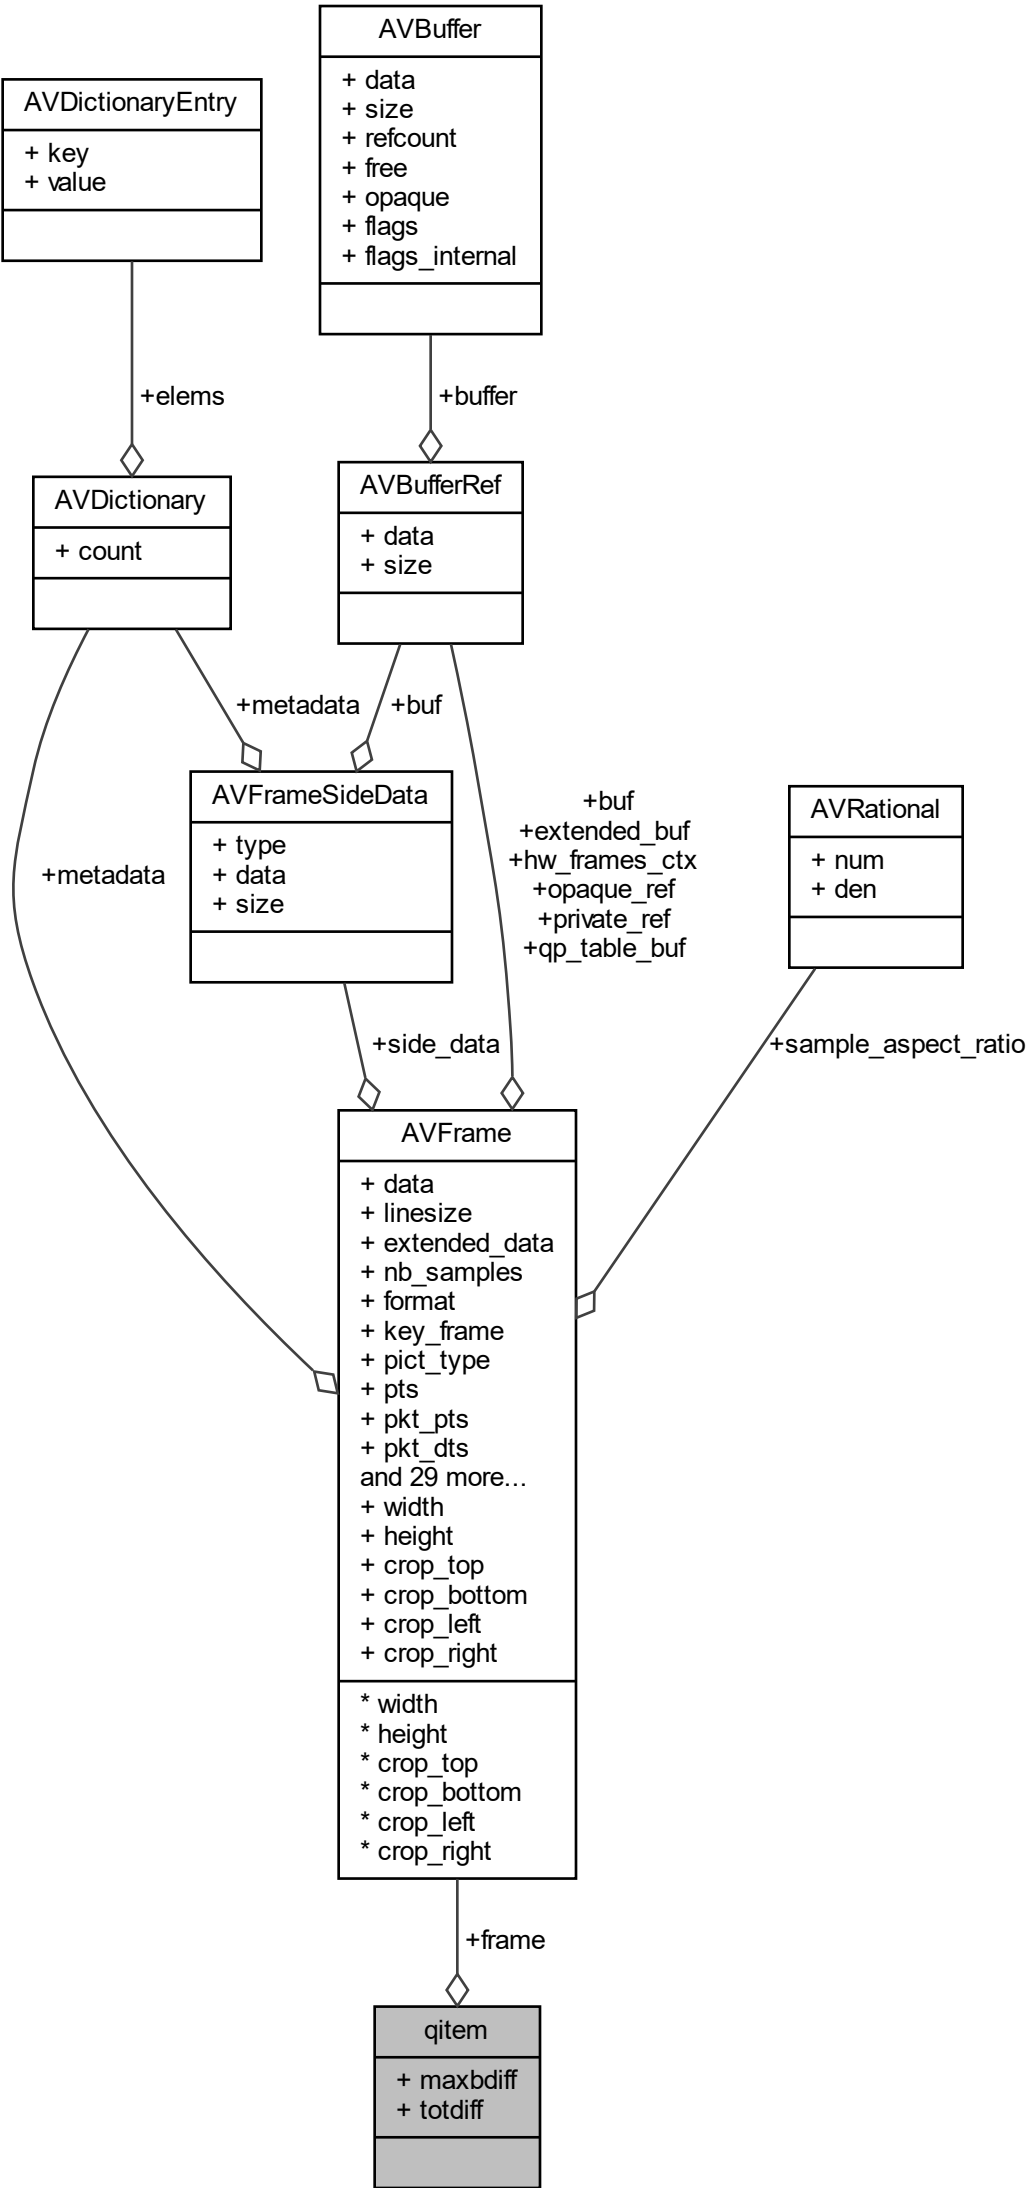 AVBuffer
+ data
+ size
+ refcount
+ free
+ opaque
+ flags
+ flags_internal
AVDictionaryEntry
+ key
+ value
+elems
+buffer
AVDictionary
+ count
AVBufferRef
+ data
+ size
+metadata
+buf
AVFrameSideData
+ type
+ data
+ size
+metadata
+buf
+extended_buf
+hw_frames_ctx
+opaque_ref
+private_ref
+qp_table_buf
AVRational
+ num
+ den
+side_data
+sample_aspect_ratio
AVFrame
+ data
+ linesize
+ extended_data
+ nb_samples
+ format
+ key_frame
+ pict_type
+ pts
+ pkt_pts
+ pkt_dts
and 29 more...
+ width
+ height
+ crop_top
+ crop_bottom
+ crop_left
+ crop_right
* width
* height
* crop_top
* crop_bottom
* crop_left
* crop_right
+frame
qitem
+ maxbdiff
+ totdiff